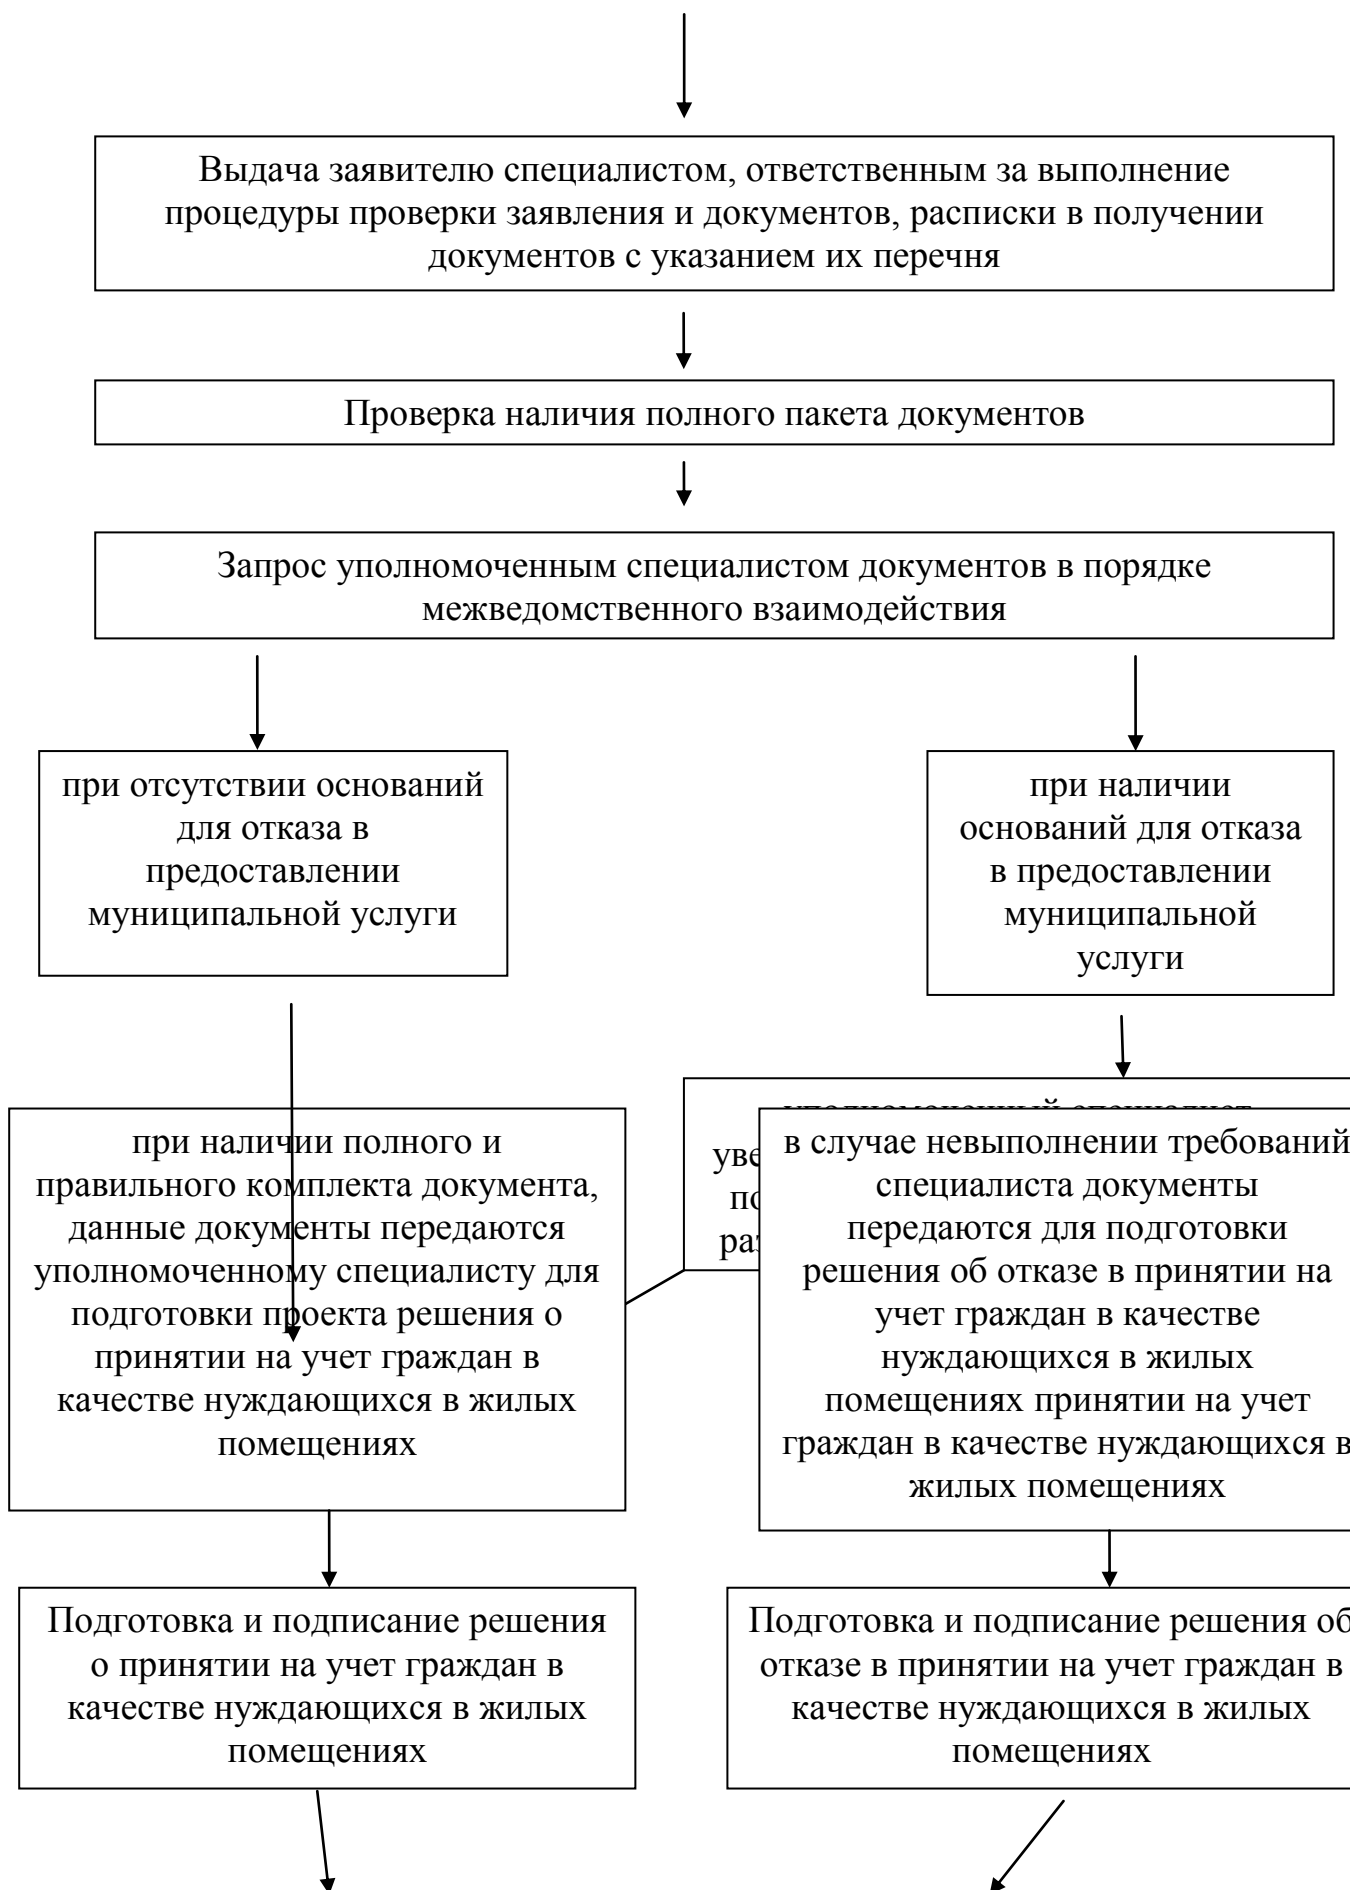 Выдача заявителю специалистом, ответственным за выполнение
процедуры проверки заявления и документов, расписки в получении
документов с указанием их перечня
Проверка наличия полного пакета документов
Запрос уполномоченным специалистом документов в порядке
межведомственного взаимодействия
при отсутствии оснований
для отказа в
предоставлении
муниципальной услуги
при наличии
оснований для отказа
в предоставлении
муниципальной
услуги
уполномоченный специалист
при наличии полного и
правильного комплекта документа,
данные документы передаются
уполномоченному специалисту для
подготовки проекта решения о
принятии на учет граждан в
качестве нуждающихся в жилых
помещениях
в случае невыполнении требований
специалиста документы
передаются для подготовки
решения об отказе в принятии на
учет граждан в качестве
нуждающихся в жилых
помещениях принятии на учет
граждан в качестве нуждающихся в
жилых помещениях
Подготовка и подписание решения
о принятии на учет граждан в
качестве нуждающихся в жилых
помещениях
Подготовка и подписание решения об
отказе в принятии на учет граждан в
качестве нуждающихся в жилых
помещениях